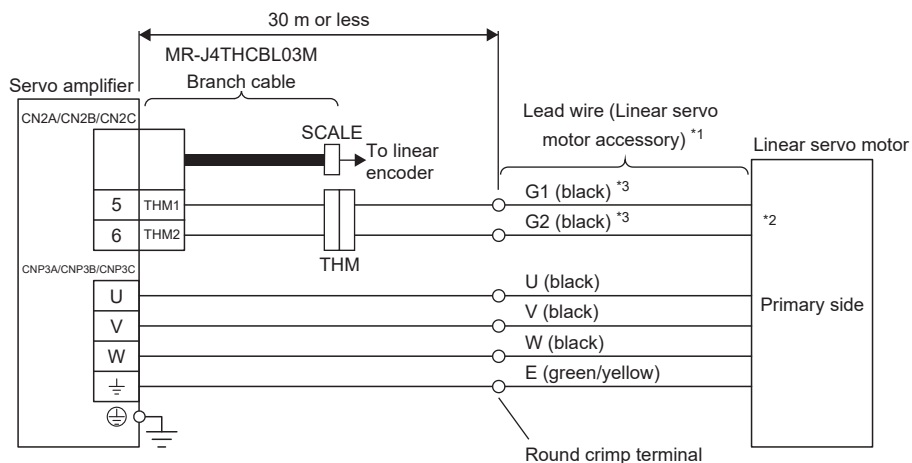 30 m or less
MR-J4THCBL03M
Branch cable
Servo amplifier
CN2A/CN2B/CN2C
SCALE
To linear
encoder
Lead wire (Linear servo
motor accessory) *1
Linear servo motor
5 THM1
G1 (black) *3
6 THM2
G2 (black) *3
*2
THM
CNP3A/CNP3B/CNP3C
U
U (black)
V
V (black)
Primary side
W
W (black)
E (green/yellow)
Round crimp terminal